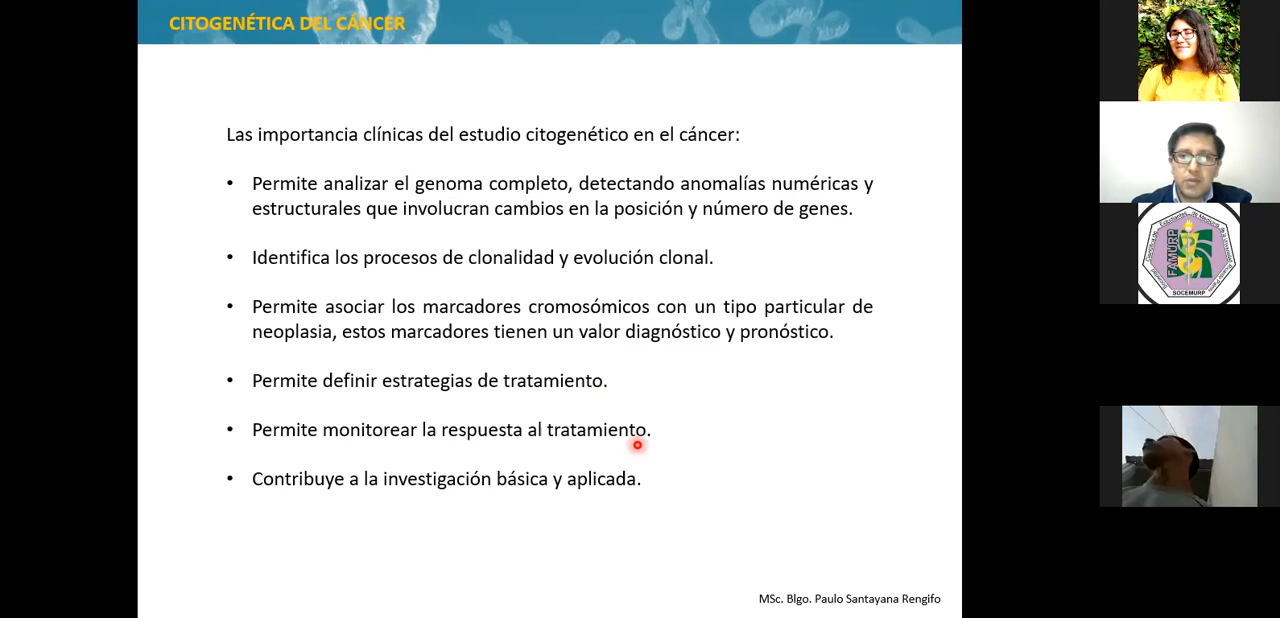 CITOGENÉTICA DEL CÁNCER
Las importancia clínicas del estudio citogenético en el cáncer:
• Permite analizar el genoma completo, detectando anomalías numéricas y
estructurales que involucran cambios en la posición y número de genes.
• Identifica los procesos de clonalidad y evolución clonal.
• Permite asociar los marcadores cromosómicos con un tipo particular de
neoplasia, estos marcadores tienen un valor diagnóstico y pronóstico.
• Permite definir estrategias de tratamiento.
• Permite monitorear la respuesta al tratamiento.
• Contribuye a la investigación básica y aplicada.
MSc. Blgo. Paulo Santayana Rengifo
FAMURP
SOCEMURP